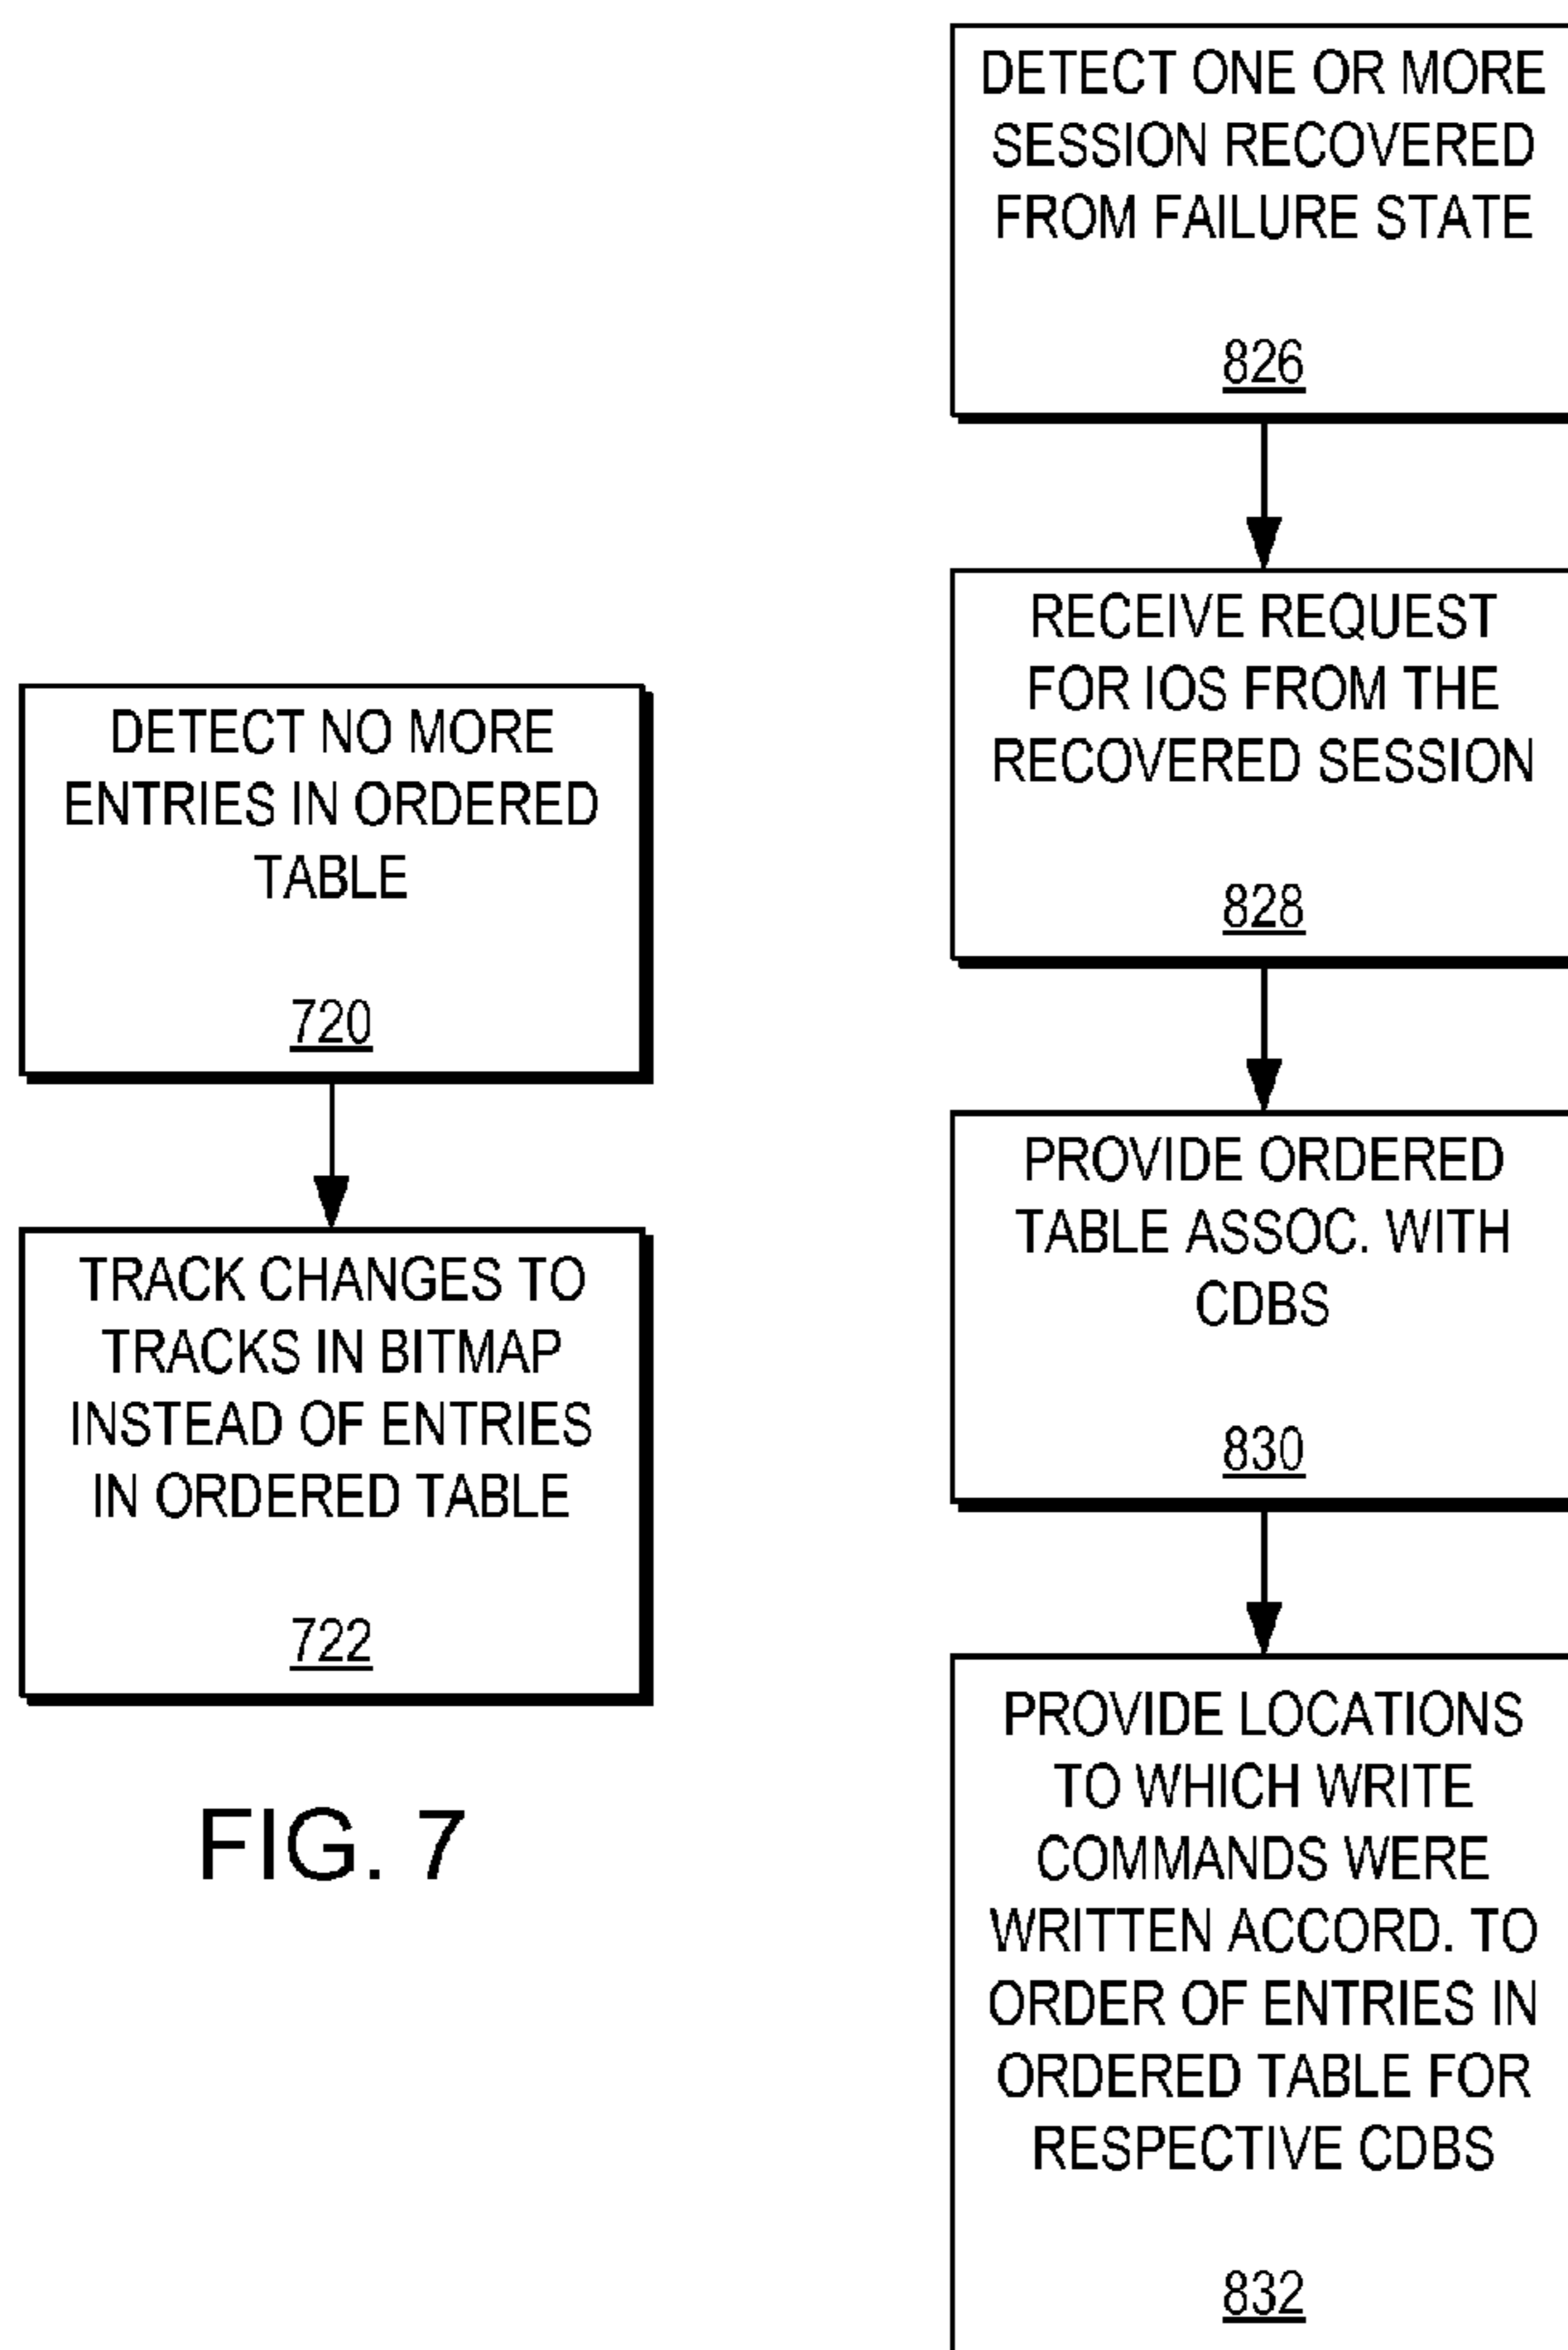 DETECT NO MORE
ENTRIES IN ORDERED
TABLE
720
TRACK CHANGES TO
TRACKS IN BITMAP
INSTEAD OF ENTRIES
IN ORDERED TABLE
722
FIG. 7
DETECT ONE OR MORE
SESSION RECOVERED
FROM FAILURE STATE
826
RECEIVE REQUEST
FOR IOS FROM THE
RECOVERED SESSION
828
PROVIDE ORDERED
TABLE ASSOC. WITH
CDBS
830
PROVIDE LOCATIONS
TO WHICH WRITE
COMMANDS WERE
WRITTEN ACCORD. TO
ORDER OF ENTRIES IN
ORDERED TABLE FOR
RESPECTIVE CDBS
832